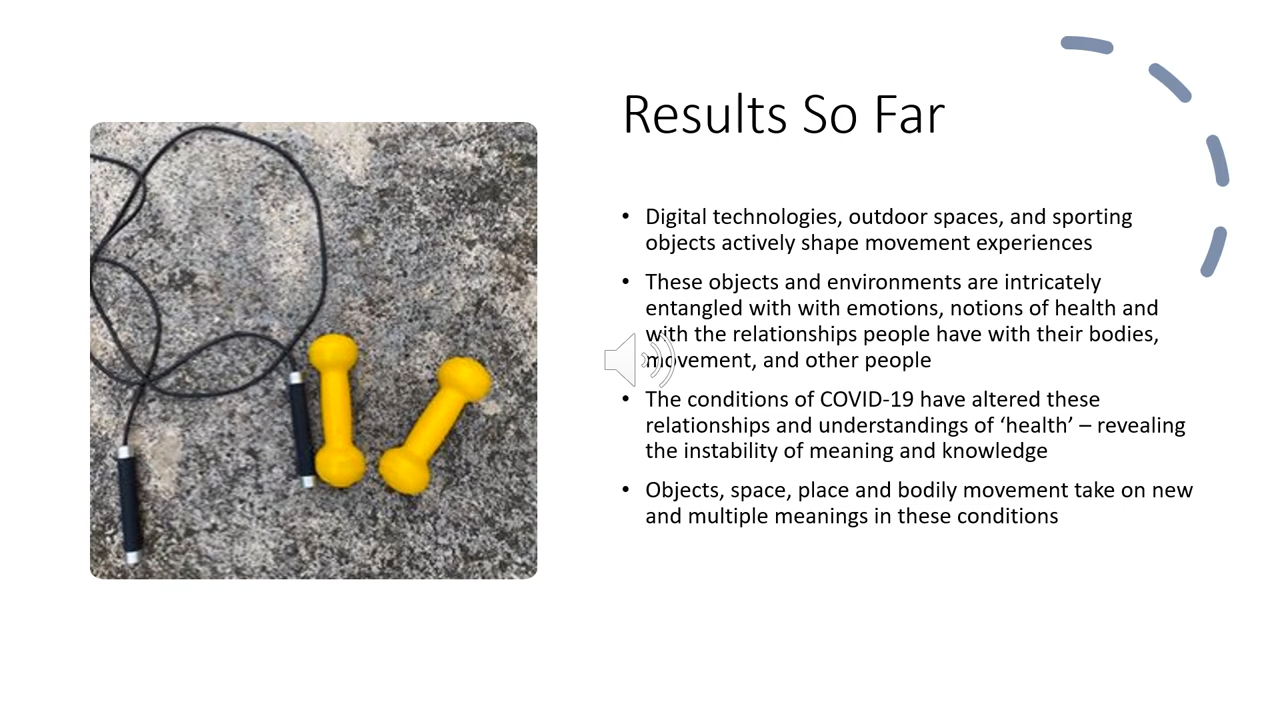 Results So Far
• Digital technologies, outdoor spaces, and sporting
objects actively shape movement experiences
• These objects and environments are intricately
entangled with with emotions, notions of health and
with the relationships people have with their bodies,
movement, and other people
• The conditions of COVID-19 have altered these
relationships and understandings of ‘health’ – revealing
the instability of meaning and knowledge
• Objects, space, place and bodily movement take on new
and multiple meanings in these conditions